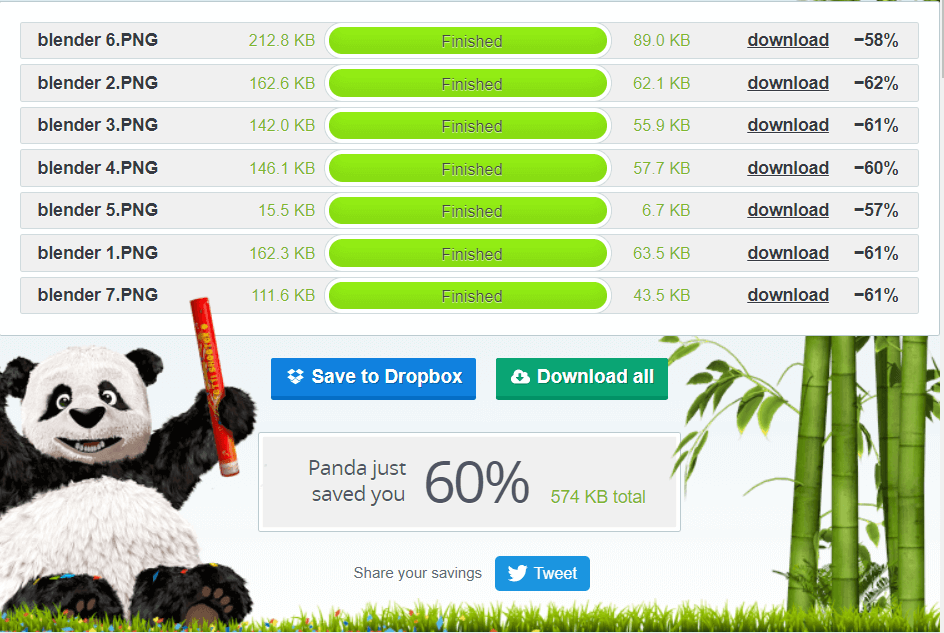 blender 6.PNG 212.8 KB Finished 89.0 KB download −58%
blender 2.PNG 162.6 KB Finished 62.1 KB download −62%
blender 3.PNG 142.0 KB Finished 55.9 KB download −61%
blender 4.PNG 146.1 KB Finished 57.7 KB download −60%
blender 5.PNG 15.5 KB Finished 6.7 KB download −57%
blender 1.PNG 162.3 KB Finished 63.5 KB download −61%
blender 7.PNG 111.6 KB Finished 43.5 KB download −61%
Save to Dropbox Download all
Panda just
saved you 60% 574 KB total
Share your savings Tweet